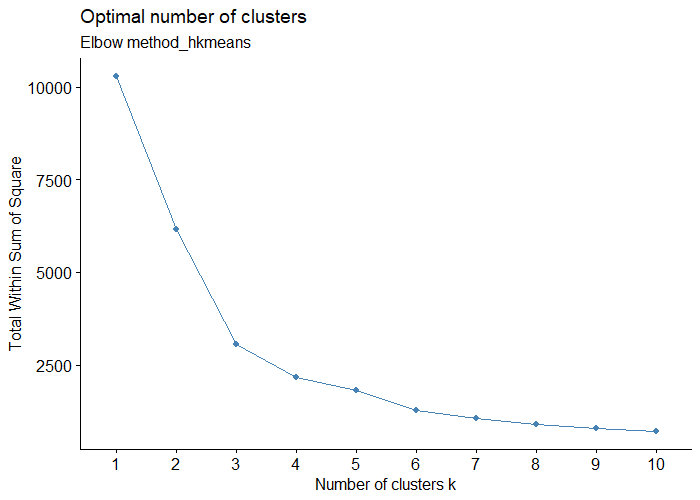 Optimal number of clusters
Elbow method_hkmeans
Total Within Sum of Square
10000
7500
5000
2500
1 2 3 4 5 6 7 8 9 10
Number of clusters k